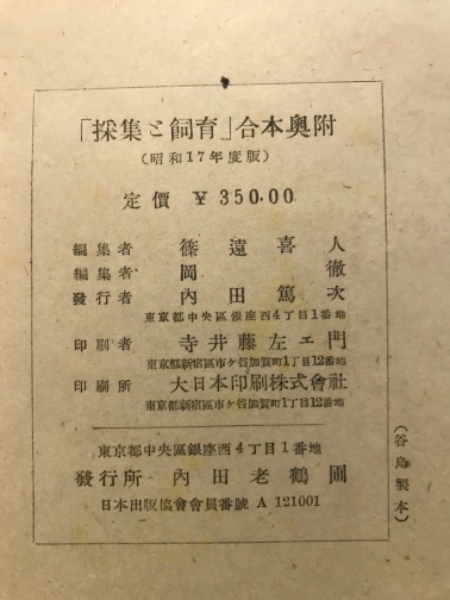 「採集と飼育」合本奧附
(昭和17年度版)
定價 ¥350.00
編集者 篠遠喜人
編集者 岡徹
發行者 內田篤次
東京都中央區銀座西4丁目1番地
印刷者 寺井藤左エ門
東京都新宿區市ケ谷加賀町1丁目12番地
印刷所 大日本印刷株式會社
東京都新宿區市ケ谷加賀町1丁目12番地
東京都中央區銀座西4丁目1番地
發行所 內田老鶴圃
日本出版協會會員番號 A 121001
(谷島製本)